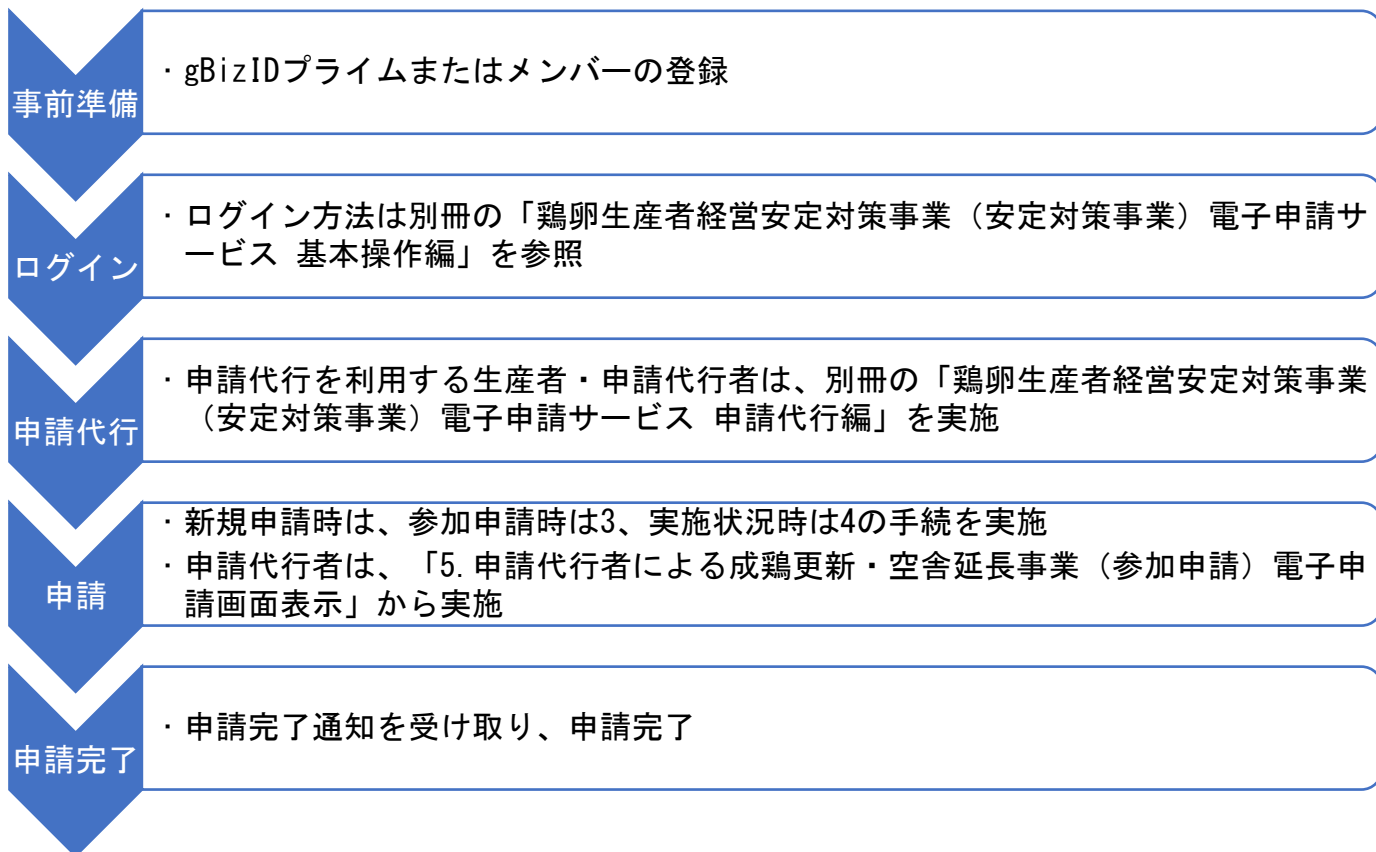 事前準備
・gBizIDプライムまたはメンバーの登録
ログイン
・ログイン方法は別冊の「鶏卵生産者経営安定対策事業（安定対策事業）電子申請サ
ービス 基本操作編」を参照
申請代行
・申請代行を利用する生産者・申請代行者は、別冊の「鶏卵生産者経営安定対策事業
（安定対策事業）電子申請サービス 申請代行編」を実施
申請
・新規申請時は、参加申請時は3、実施状況時は4の手続を実施
・申請代行者は、「5.申請代行者による成鶏更新・空舎延長事業（参加申請）電子申
請画面表示」から実施
申請完了
・申請完了通知を受け取り、申請完了